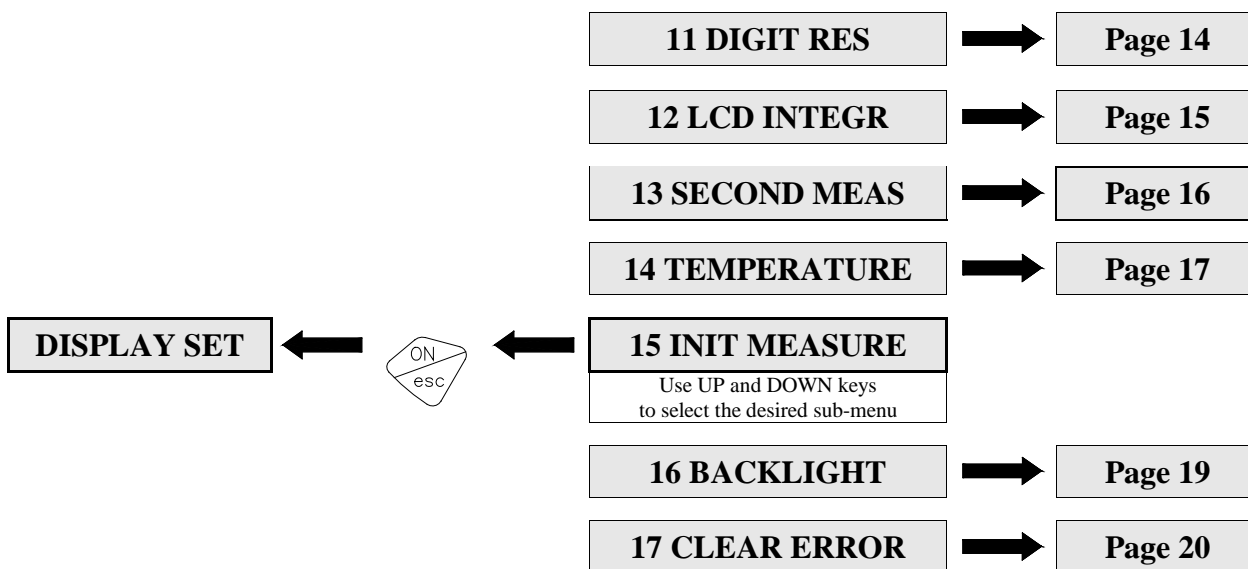 11 DIGIT RES Page 14
12 LCD INTEGR Page 15
13 SECOND MEAS Page 16
14 TEMPERATURE Page 17
DISPLAY SET ON esc 15 INIT MEASURE
Use UP and DOWN keys
to select the desired sub-menu
16 BACKLIGHT Page 19
17 CLEAR ERROR Page 20